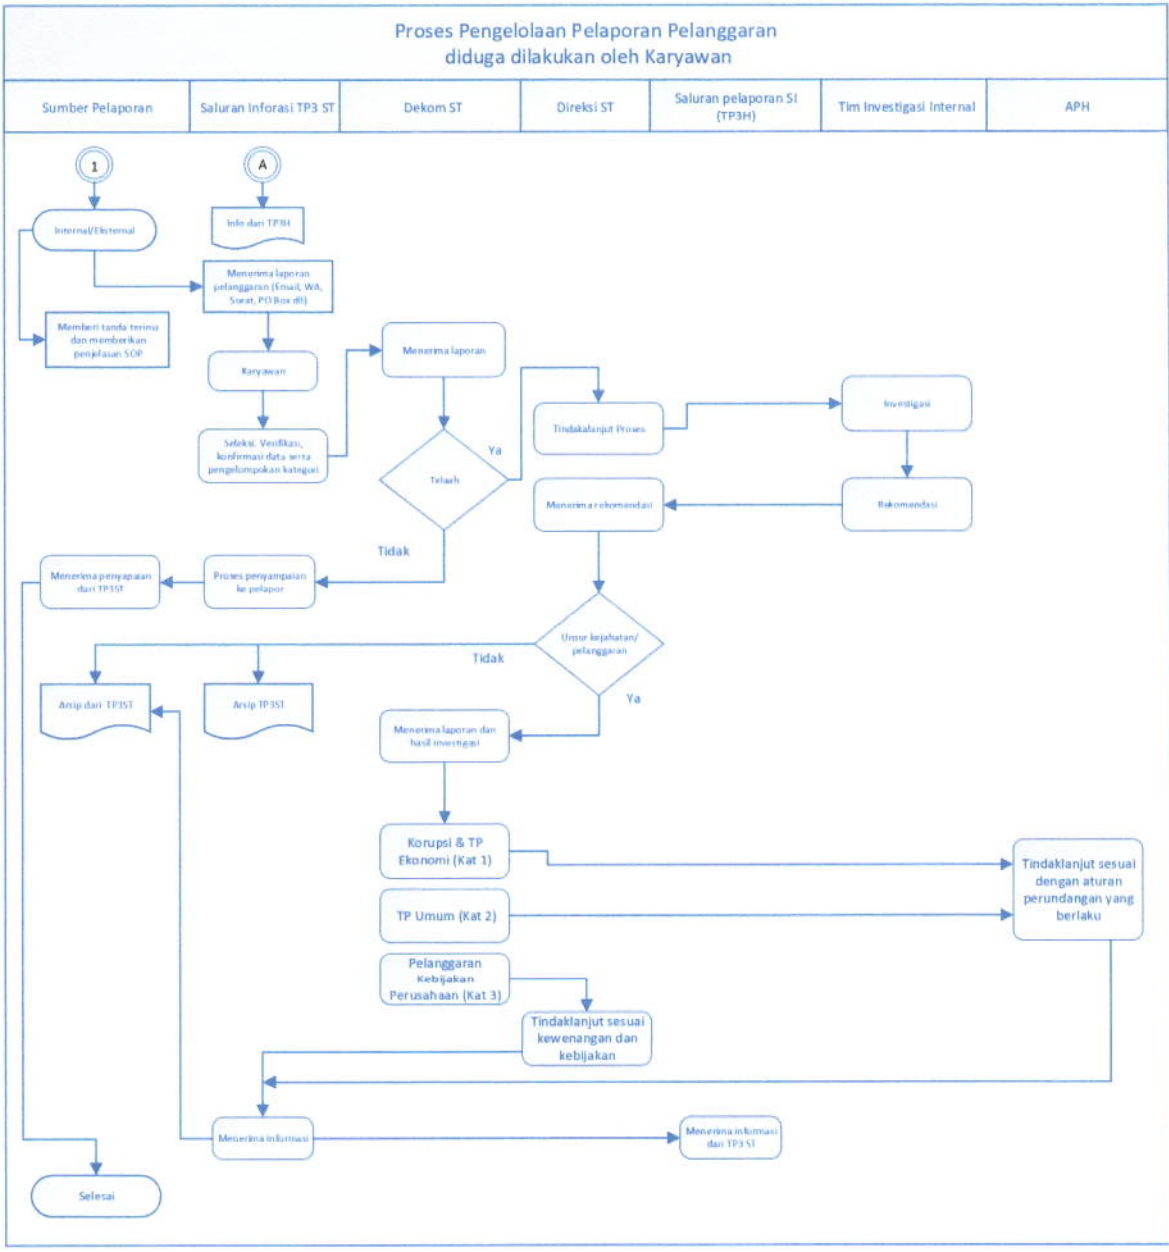 Proses Pengelolaan Pelaporan Pelanggaran
diduga dilakukan oleh Karyawan
Sumber Pelaporan
Saluran Inforasi TP3 ST
Dekom ST
Direksi ST
Saluran pelaporan SI
(TP3H)
Tim Investigasi Internal
APH
1
A
Internal/Eksternal
Info dari TP3H
Menerima laporan
pelanggaran (Email, WA,
Surat, PO Box dll)
Memberi tanda terima
dan memberikan
penjelasan SOP
Menerima laporan
Karyawan
Investigasi
Tindakalanjut Proses
Seleksi, Verifikasi,
konfirmasi data serta
pengelompokan kategori
Ya
Telaah
Menerima rekomendasi
Rekomendasi
Tidak
Menerima penyapaian
dari TP3ST
Proses penyampaian
ke pelapor
Unsur kejahatan/
pelanggaran
Tidak
Ya
Arsip dari TP3ST
Arsip TP3ST
Menerima laporan dan
hasil investigasi
Korupsi & TP
Ekonomi (Kat 1)
Tindaklanjut sesuai
dengan aturan
perundangan yang
berlaku
TP Umum (Kat 2)
Pelanggaran
Kebijakan
Perusahaan (Kat 3)
Tindaklanjut sesuai
kewenangan dan
kebijakan
Menerima informasi
Menerima informasi
dari TP3 ST
Selesai